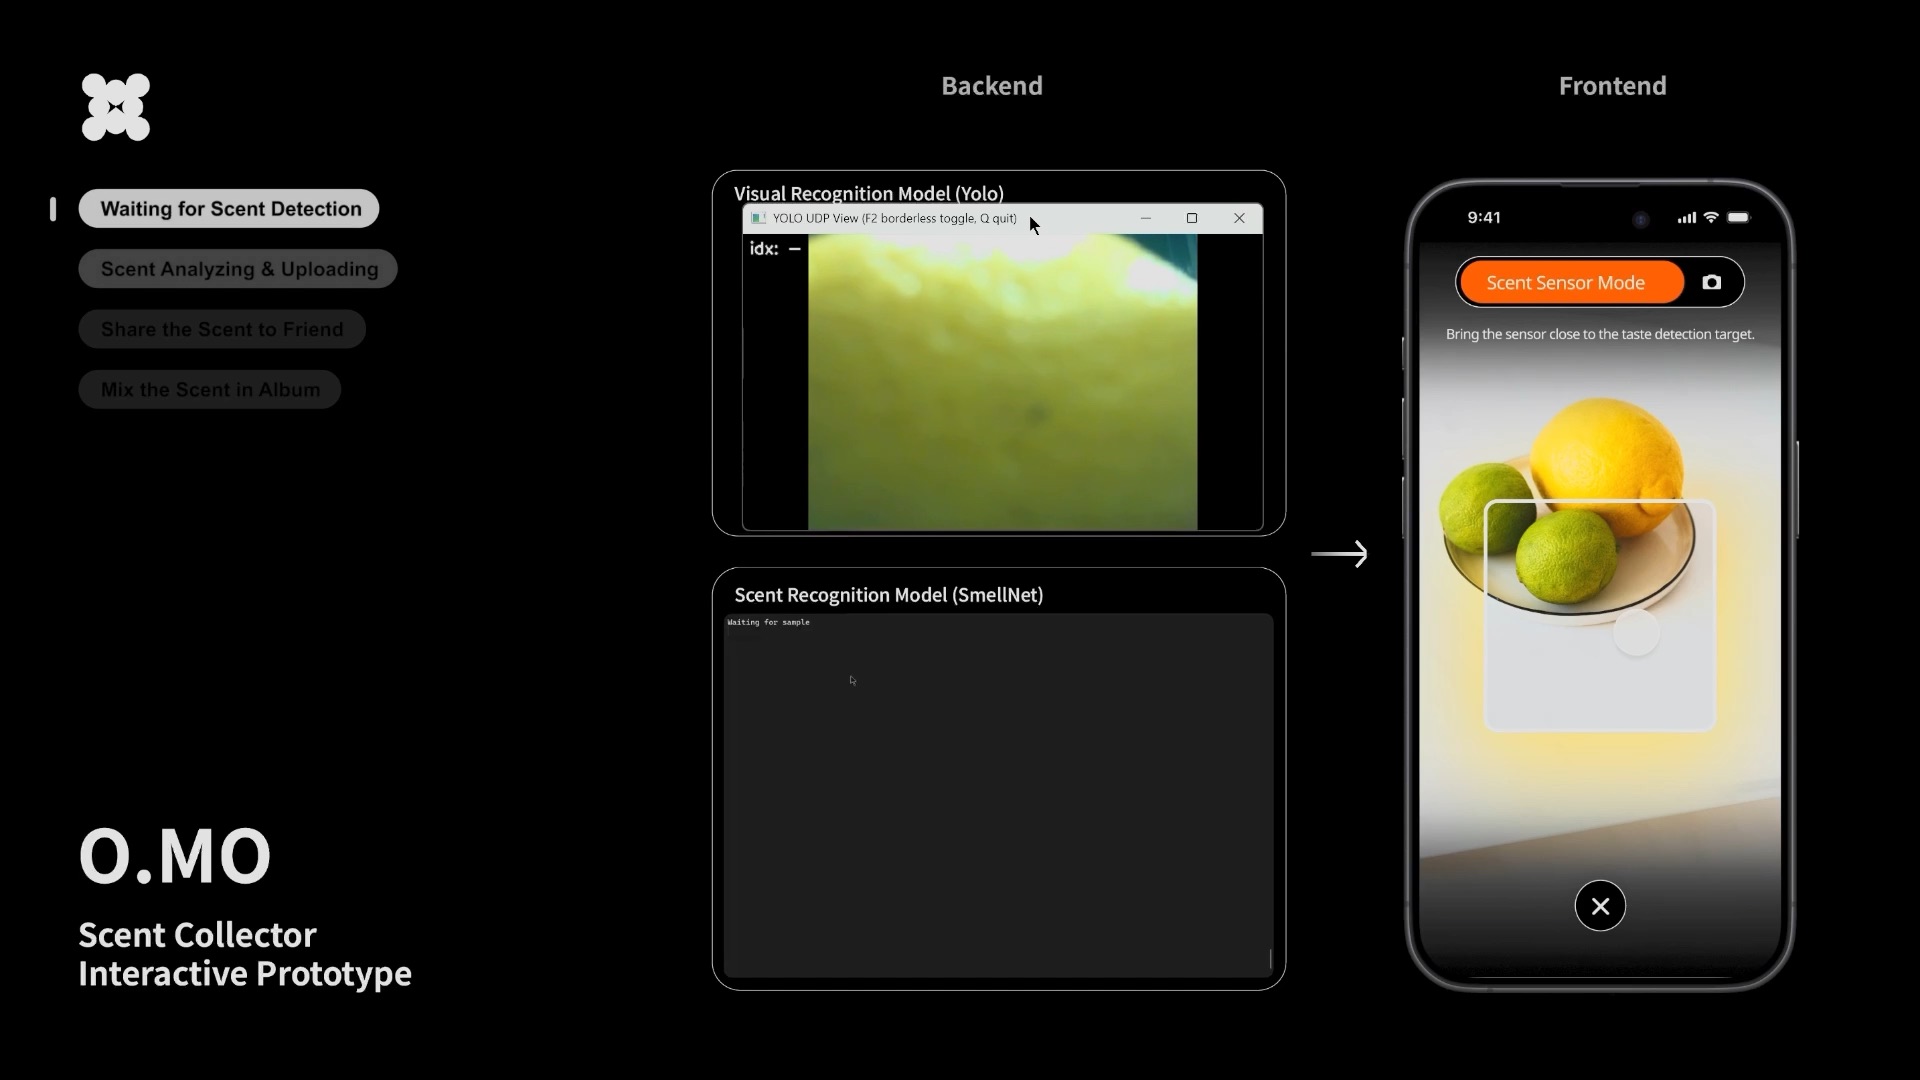 Backend
Frontend
Waiting for Scent Detection
Scent Analyzing & Uploading
Share the Scent to Friend
Mix the Scent in Album
Visual Recognition Model (Yolo)
YOLO UDP View (F2 borderless toggle, Q quit)
idx: –
Scent Recognition Model (SmellNet)
Waiting for sample
9:41
Scent Sensor Mode
Bring the sensor close to the taste detection target.
O.MO
Scent Collector
Interactive Prototype